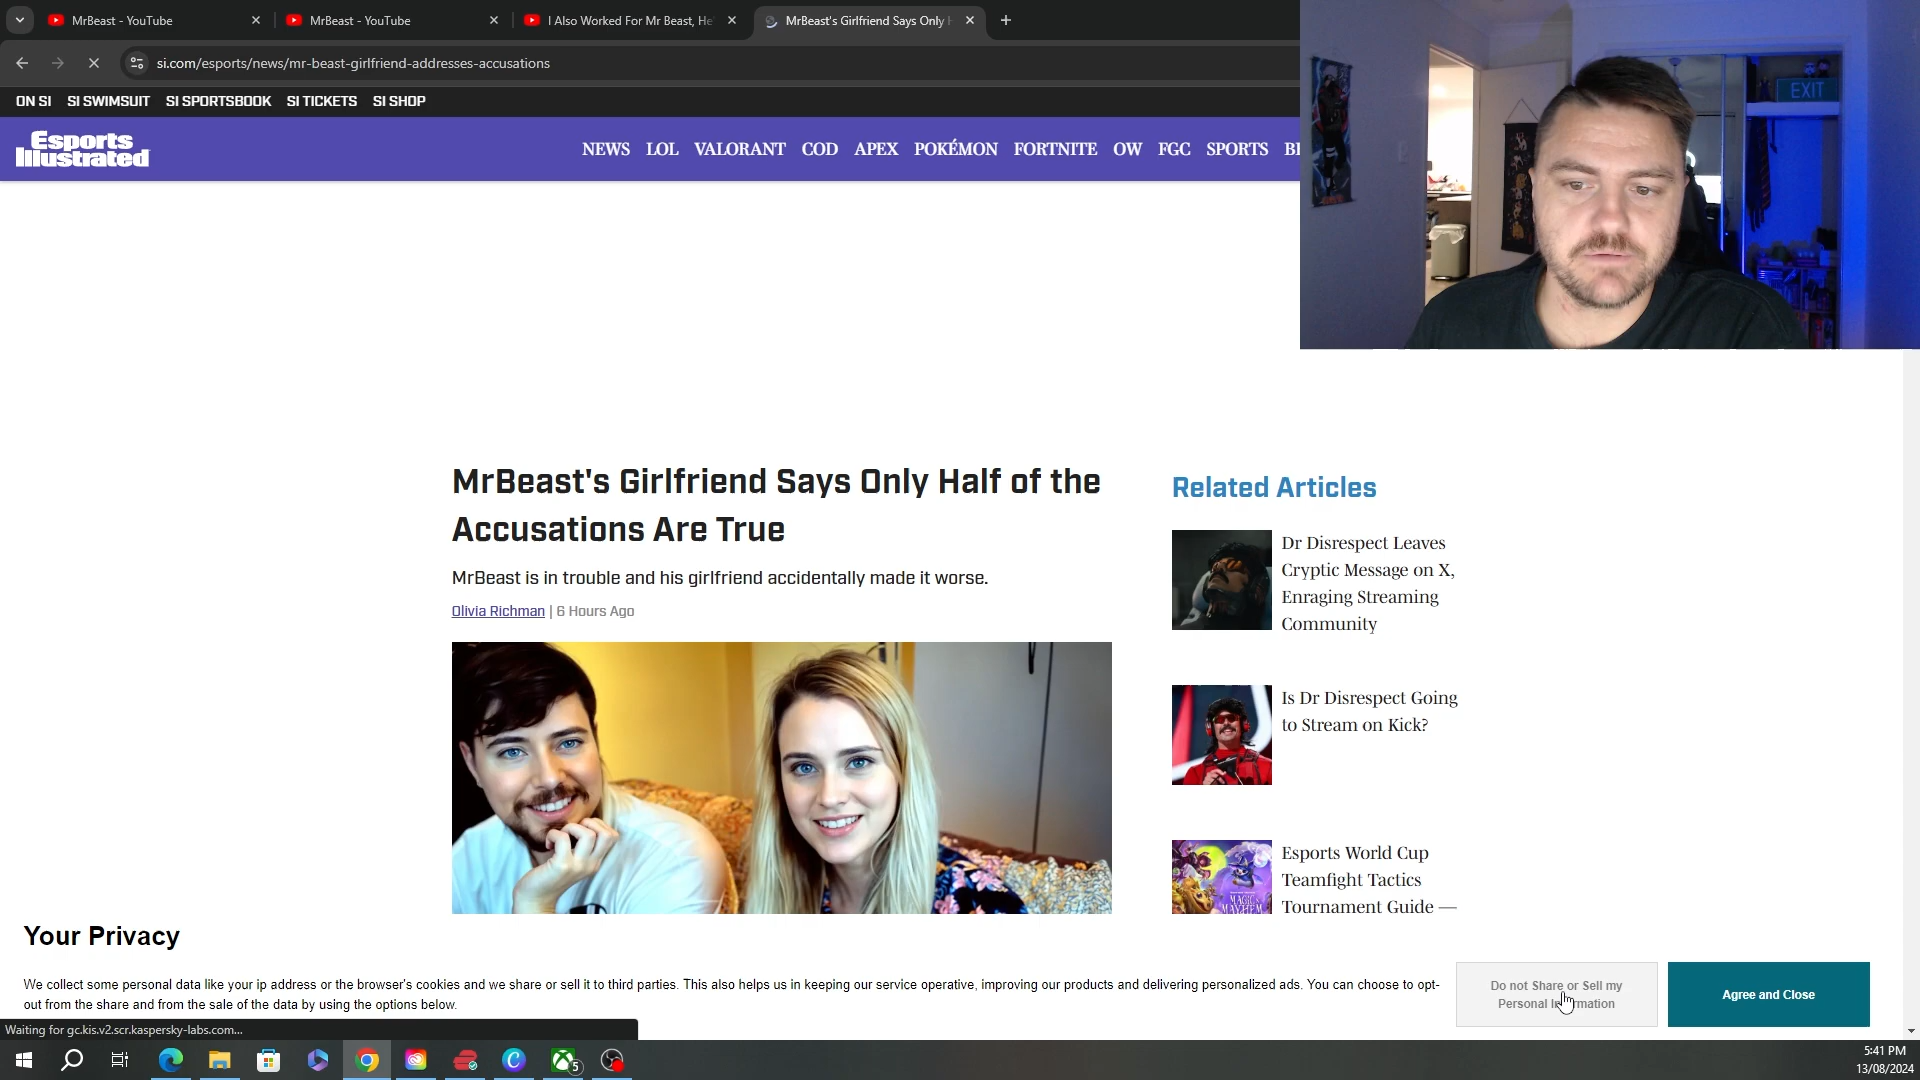 MrBeast - YouTube
MrBeast - YouTube
I Also Worked For Mr Beast, He'
MrBeast's Girlfriend Says Only H
si.com/esports/news/mr-beast-girlfriend-addresses-accusations
ON SI SI SWIMSUIT SI SPORTSBOOK SI TICKETS SI SHOP
Esports
Illustrated
NEWS LOL VALORANT COD APEX POKÉMON FORTNITE OW FGC SPORTS
EXIT
MrBeast's Girlfriend Says Only Half of the
Accusations Are True
MrBeast is in trouble and his girlfriend accidentally made it worse.
Olivia Richman | 6 Hours Ago
Related Articles
Dr Disrespect Leaves
Cryptic Message on X,
Enraging Streaming
Community
Is Dr Disrespect Going
to Stream on Kick?
Esports World Cup
Teamfight Tactics
Tournament Guide —
MAGIC N
MAYHEM
Your Privacy
We collect some personal data like your ip address or the browser's cookies and we share or sell it to third parties. This also helps us in keeping our service operative, improving our products and delivering personalized ads. You can choose to opt-
out from the share and from the sale of the data by using the options below.
Do not Share or Sell my
Personal Information
Agree and Close
Waiting for gc.kis.v2.scr.kaspersky-labs.com...
5
5:41 PM
13/08/2024